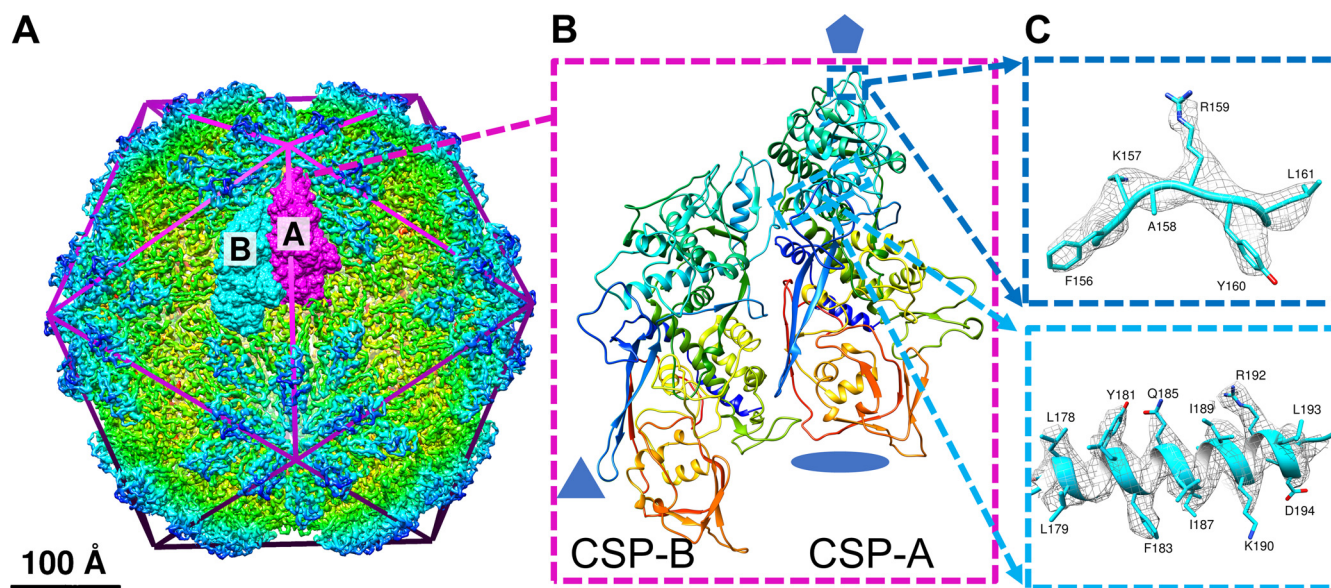 A
B
C
B
A
100 Å
CSP-B
CSP-A
R159
K157
L161
A158
F156
Y160
R192
Y181
Q185
L178
I189
L193
L179
I187
D194
F183
K190